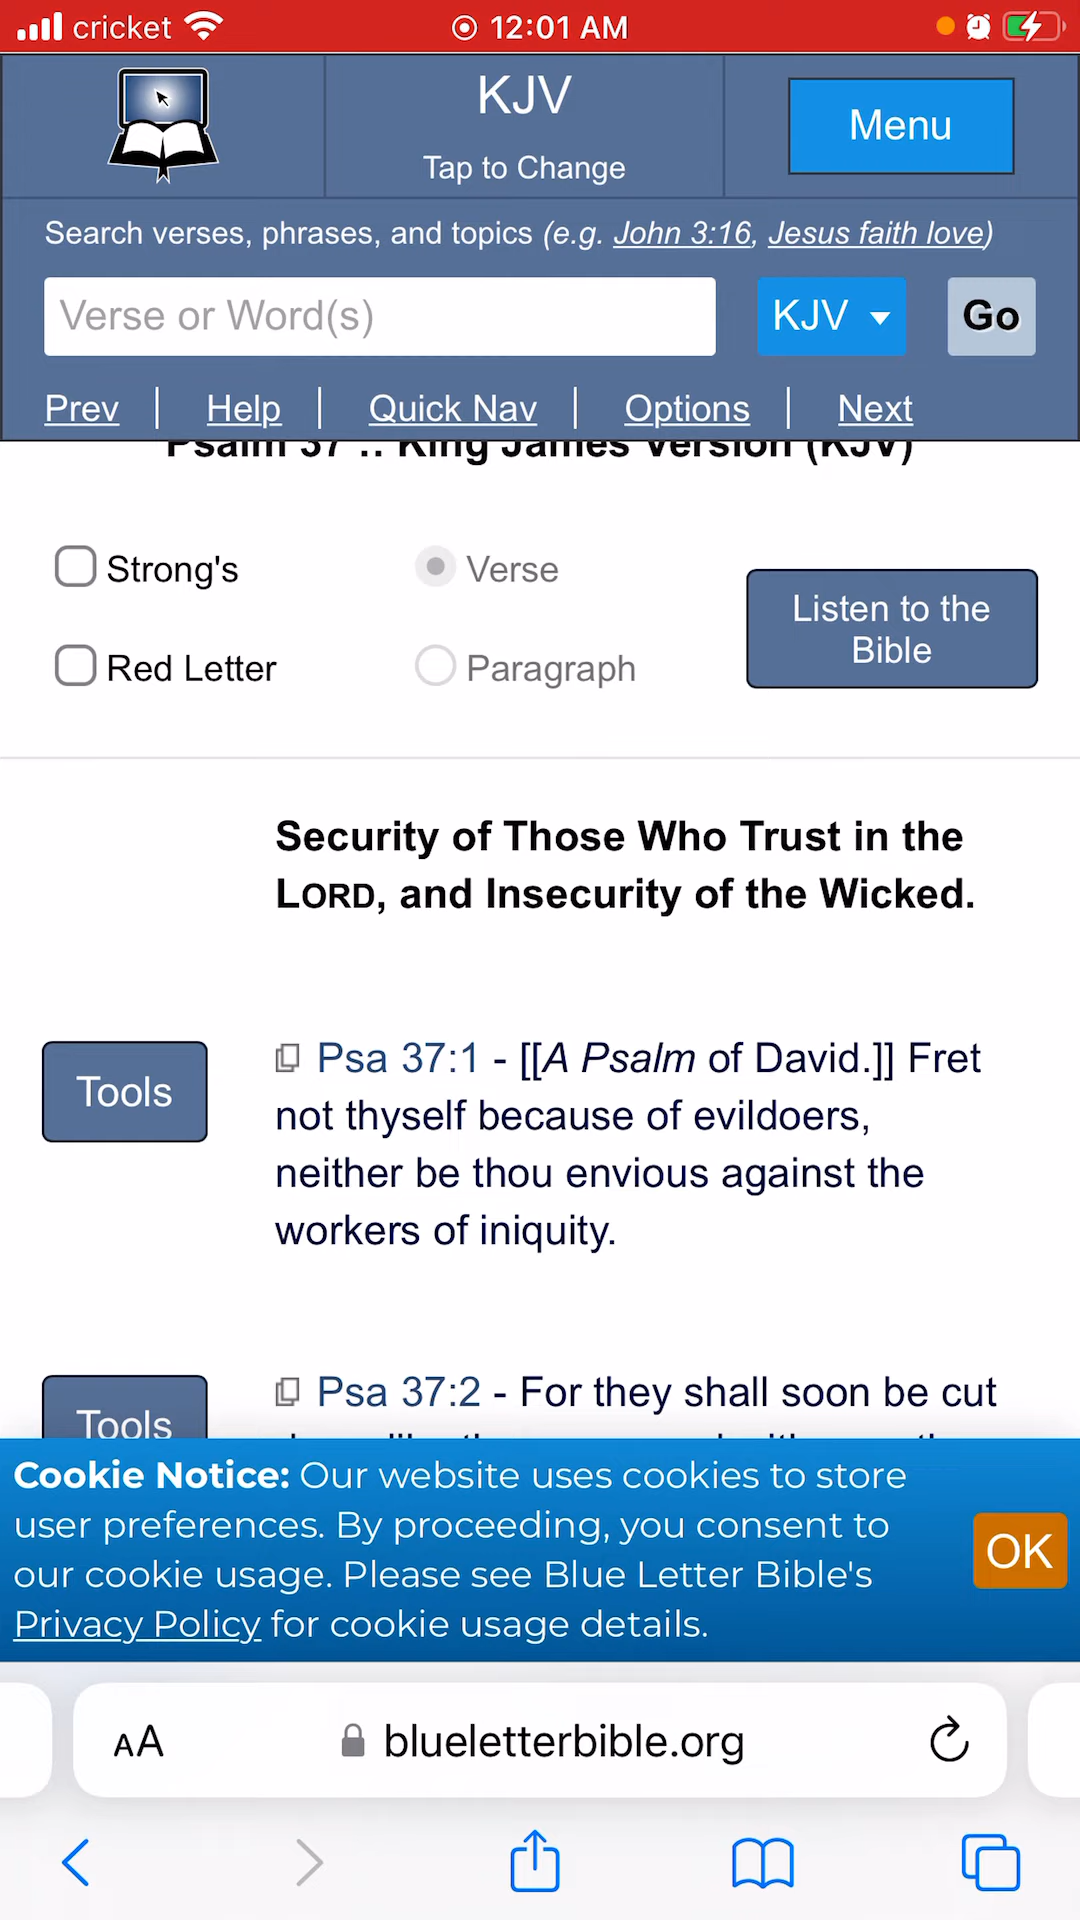 cricket 12:01 AM
KJV
Tap to Change
Menu
Search verses, phrases, and topics (e.g. John 3:16, Jesus faith love)
Verse or Word(s) KJV Go
Prev | Help | Quick Nav | Options | Next
Psalm 37 :: King James Version (KJV)
Strong's Verse
Red Letter Paragraph
Listen to the
Bible
Security of Those Who Trust in the
LORD, and Insecurity of the Wicked.
Tools
Psa 37:1 - [[A Psalm of David.]] Fret
not thyself because of evildoers,
neither be thou envious against the
workers of iniquity.
Tools
Psa 37:2 - For they shall soon be cut
Cookie Notice: Our website uses cookies to store
user preferences. By proceeding, you consent to
our cookie usage. Please see Blue Letter Bible's
Privacy Policy for cookie usage details.
OK
AA blueletterbible.org